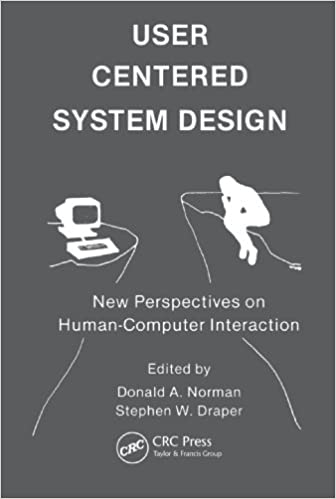 USER
CENTERED
SYSTEM DESIGN
New Perspectives on
Human-Computer Interaction
Edited by
Donald A. Norman
Stephen W. Draper
CRC CRC Press
Taylor & Francis Group